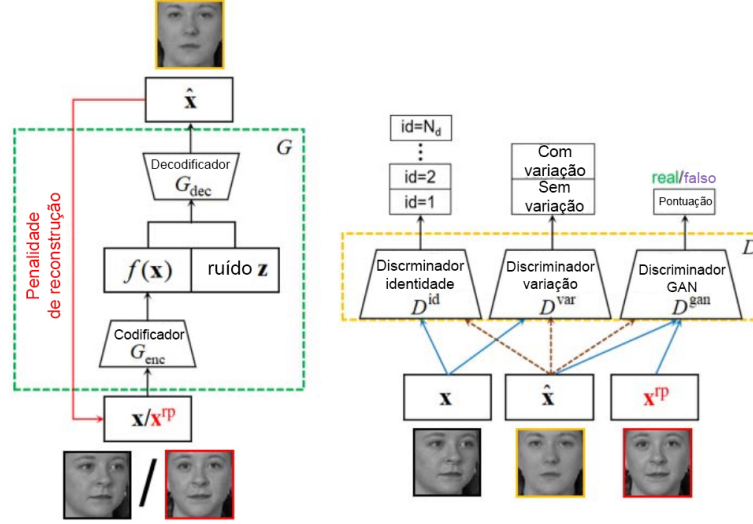 x̂
G
Decodificador
G_dec
f(x)
ruído z
Codificador
G_enc
x/x^rp
Penalidade
de reconstrução
/
id=N_d
id=2
id=1
Com
variação
Sem
variação
real/falso
Pontuação
D
Discrminador
identidade
D^id
Discriminador
variação
D^var
Discriminador
GAN
D^gan
x
x̂
x^rp